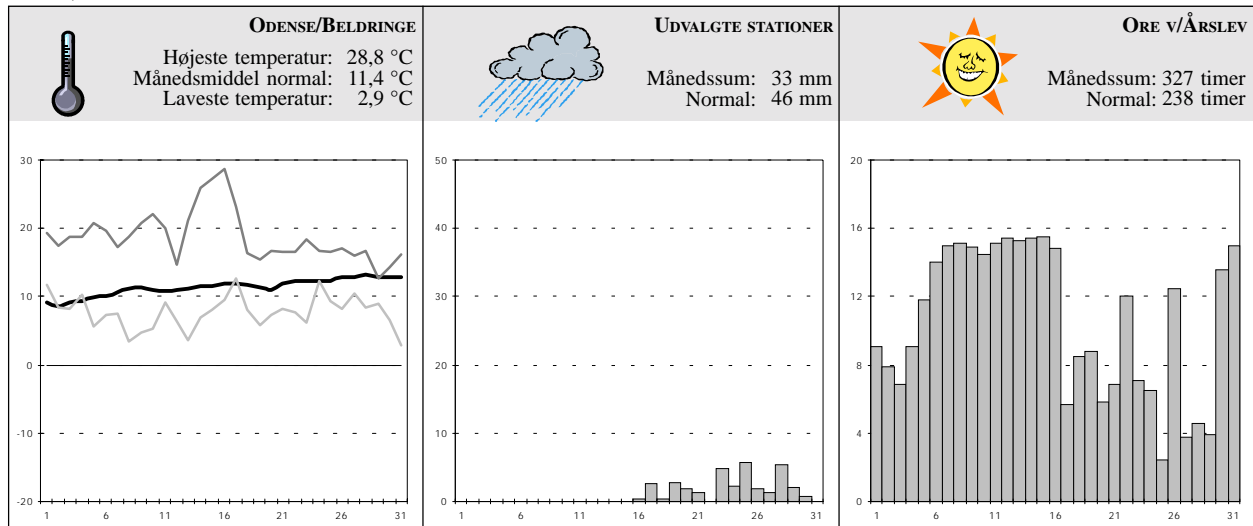 ODENSE/BELDRINGE
Højeste temperatur: 28,8 °C
Månedsmiddel normal: 11,4 °C
Laveste temperatur: 2,9 °C
30
20
10
0
-10
-20
1 6 11 16 21 26 31
UDVALGTE STATIONER
Månedssum: 33 mm
Normal: 46 mm
50
40
30
20
10
0
1 6 11 16 21 26 31
ORE V/ÅRSLEV
Månedssum: 327 timer
Normal: 238 timer
20
16
12
8
4
0
1 6 11 16 21 26 31